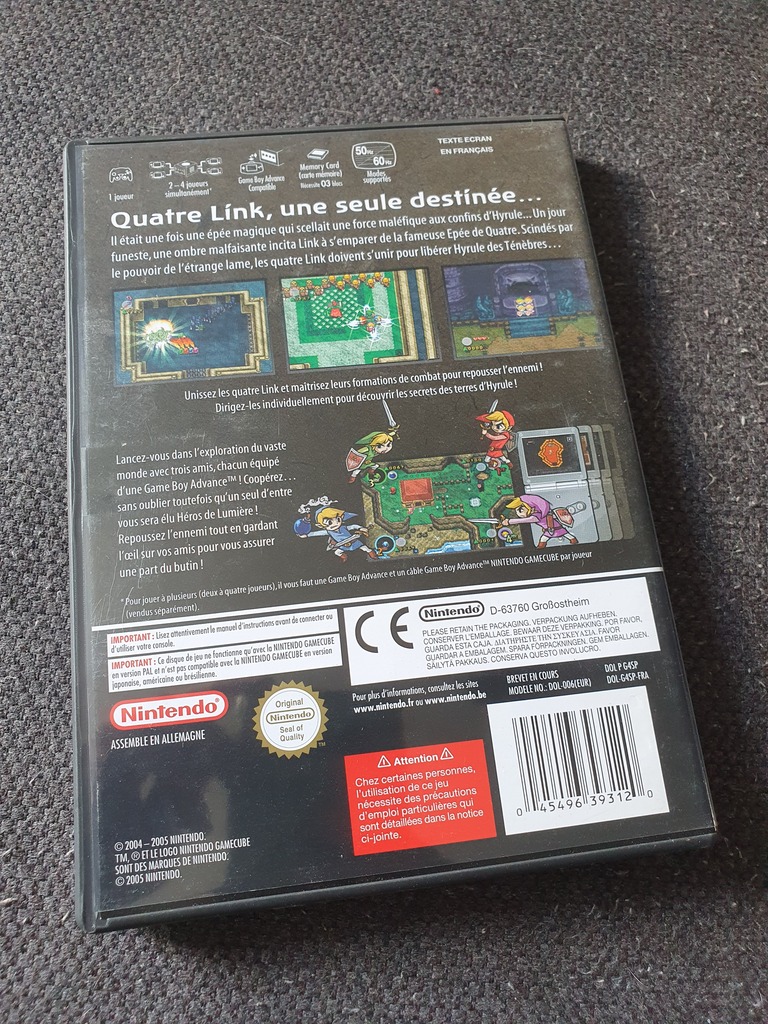 1 joueur
2 – 4 joueurs
simultanément*
Game Boy Advance
Compatible
Memory Card
(carte mémoire)
Nécessite 03 blocs
50Hz
60Hz
Modes
supportés
TEXTE ECRAN
EN FRANÇAIS
Quatre Link, une seule destinée...
Il était une fois une épée magique qui scellait une force maléfique aux confins d'Hyrule... Un jour
funeste, une ombre malfaisante incita Link à s'emparer de la fameuse Epée de Quatre. Scindés par
le pouvoir de l'étrange lame, les quatre Link doivent s'unir pour libérer Hyrule des Ténèbres...
Unissez les quatre Link et maitrisez leurs formations de combat pour repousser l'ennemi !
Dirigez-les individuellement pour découvrir les secrets des terres d'Hyrule !
Lancez-vous dans l'exploration du vaste
monde avec trois amis, chacun équipé
d'une Game Boy Advance™ ! Coopérez...
sans oublier toutefois qu'un seul d'entre
vous sera élu Héros de Lumière !
Repoussez l'ennemi tout en gardant
l'œil sur vos amis pour vous assurer
une part du butin !
* Pour jouer à plusieurs (deux à quatre joueurs), il vous faut une Game Boy Advance et un câble Game Boy Advance™ NINTENDO GAMECUBE par joueur
(vendus séparément).
IMPORTANT : Lisez attentivement le manuel d'instructions avant de connecter ou
d'utiliser votre console.
IMPORTANT : Ce disque de jeu ne fonctionne qu'avec la NINTENDO GAMECUBE
en version PAL et n'est pas compatible avec la NINTENDO GAMECUBE en version
japonaise, américaine ou brésilienne.
CE
Nintendo® D-63760 Großostheim
PLEASE RETAIN THE PACKAGING. VERPACKUNG AUFHEBEN.
CONSERVER L'EMBALLAGE. BEWAAR DEZE VERPAKKING. POR FAVOR,
GUARDA ESTA CAJA. ΔΙΑΤΗΡΗΣΤΕ ΤΗΝ ΣΥΣΚΕΥΑΣΙΑ. FAVOR
GUARDAR A EMBALAGEM. SPARA FÖRPACKNINGEN. GEM EMBALLAGEN.
SÄILYTÄ PAKKAUS. CONSERVA QUESTO INVOLUCRO.
Nintendo®
ASSEMBLE EN ALLEMAGNE
Original
Nintendo
Seal of
Quality
TM
Pour plus d'informations, consultez les sites
www.nintendo.fr ou www.nintendo.be
BREVET EN COURS
MODELE NO.: DOL-006(EUR)
DOL P G4SP
DOL-G4SP-FRA
Attention
Chez certaines personnes,
l'utilisation de ce jeu
nécessite des précautions
d'emploi particulières qui
sont détaillées dans la notice
ci-jointe.
0 45496 39312 0
© 2004 – 2005 NINTENDO.
TM, ® ET LE LOGO NINTENDO GAMECUBE
SONT DES MARQUES DE NINTENDO.
© 2005 NINTENDO.